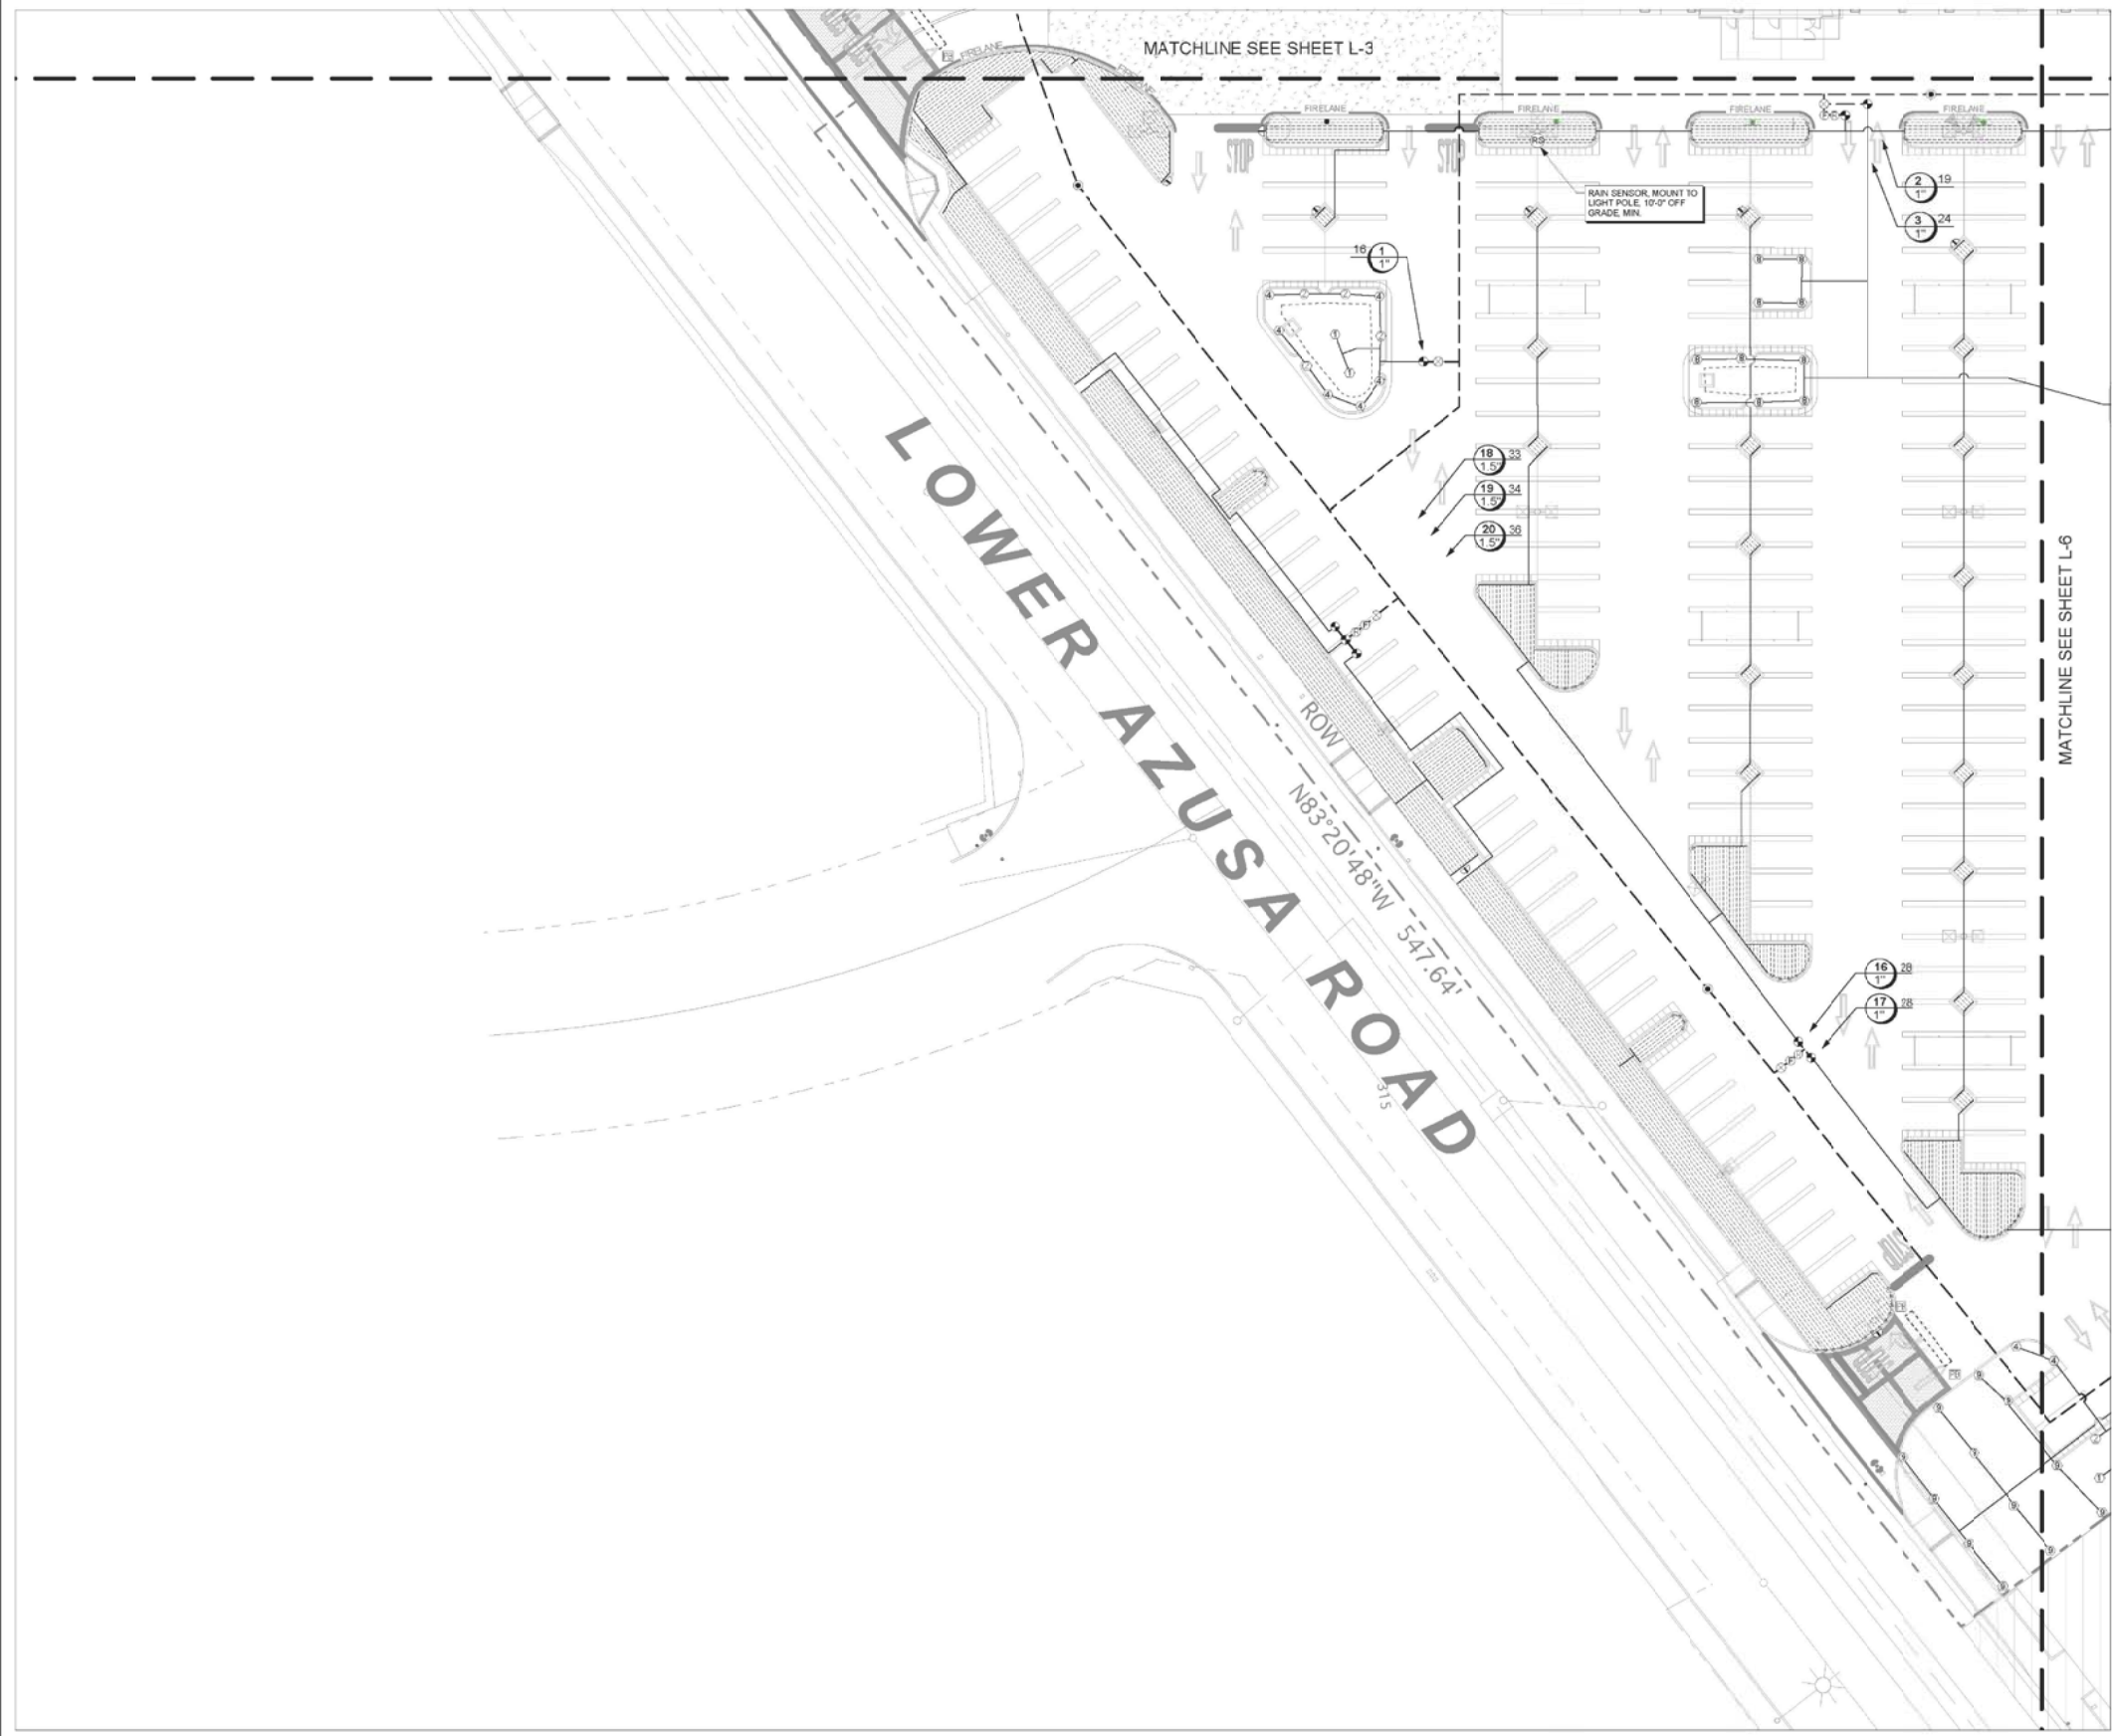 MATCHLINE SEE SHEET L-3
FIRELANE
FIRELANE
FIRELANE
FIRELANE
FIRELANE
STOP
STOP
RS
RAIN SENSOR, MOUNT TO
LIGHT POLE, 10'-0" OFF
GRADE, MIN.
2 19
1"
3 24
1"
16 1
1"
18 33
1.5"
19 34
1.5"
20 36
1.5"
MATCHLINE SEE SHEET L-6
LOWER AZUSA ROAD
ROW
N83°20'48"W 547.64'
315
16 28
1"
17 28
1"
STOP